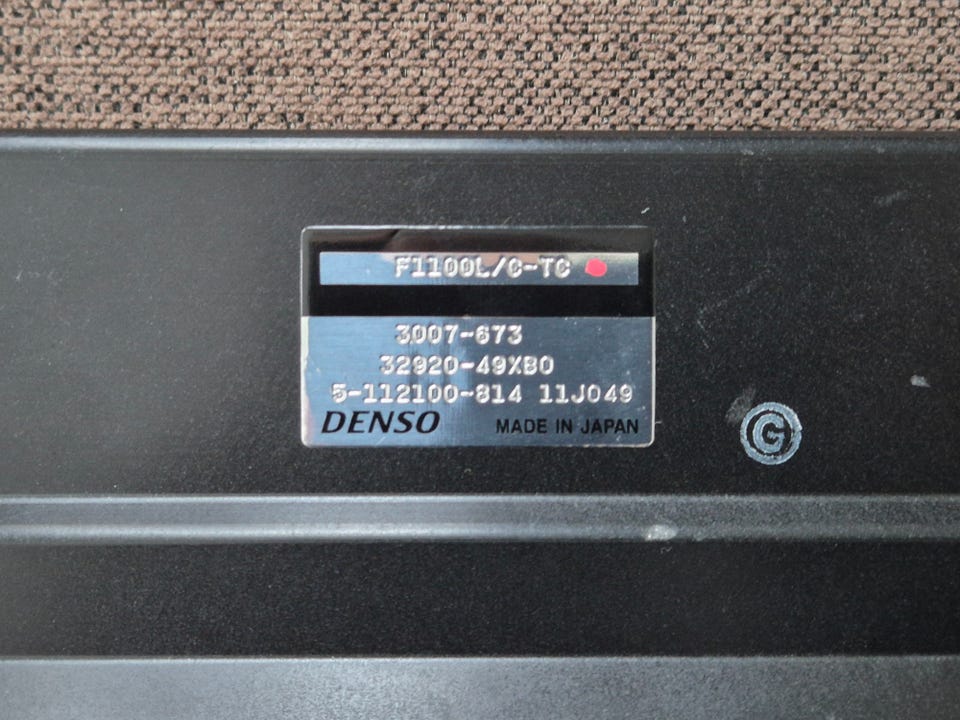 F1100L/C-TC
3007-673
32920-49XB0
5-112100-814 11J049
DENSO MADE IN JAPAN
G